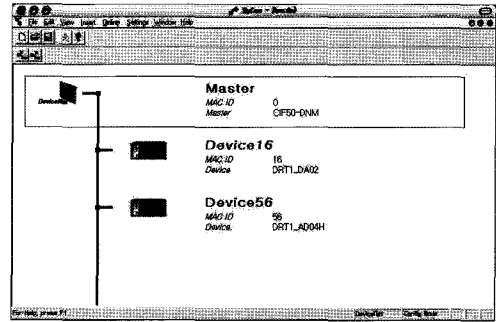 File Edit View Insert Online Settings Window Help
Master
DeviceNet
MAC ID 0
Master CIF50-DNM
Device16
MAC ID 16
Device DRT1_DA02
Device56
MAC ID 56
Device DRT1_AD04H
For Help, press F1 DeviceNet Config Mode